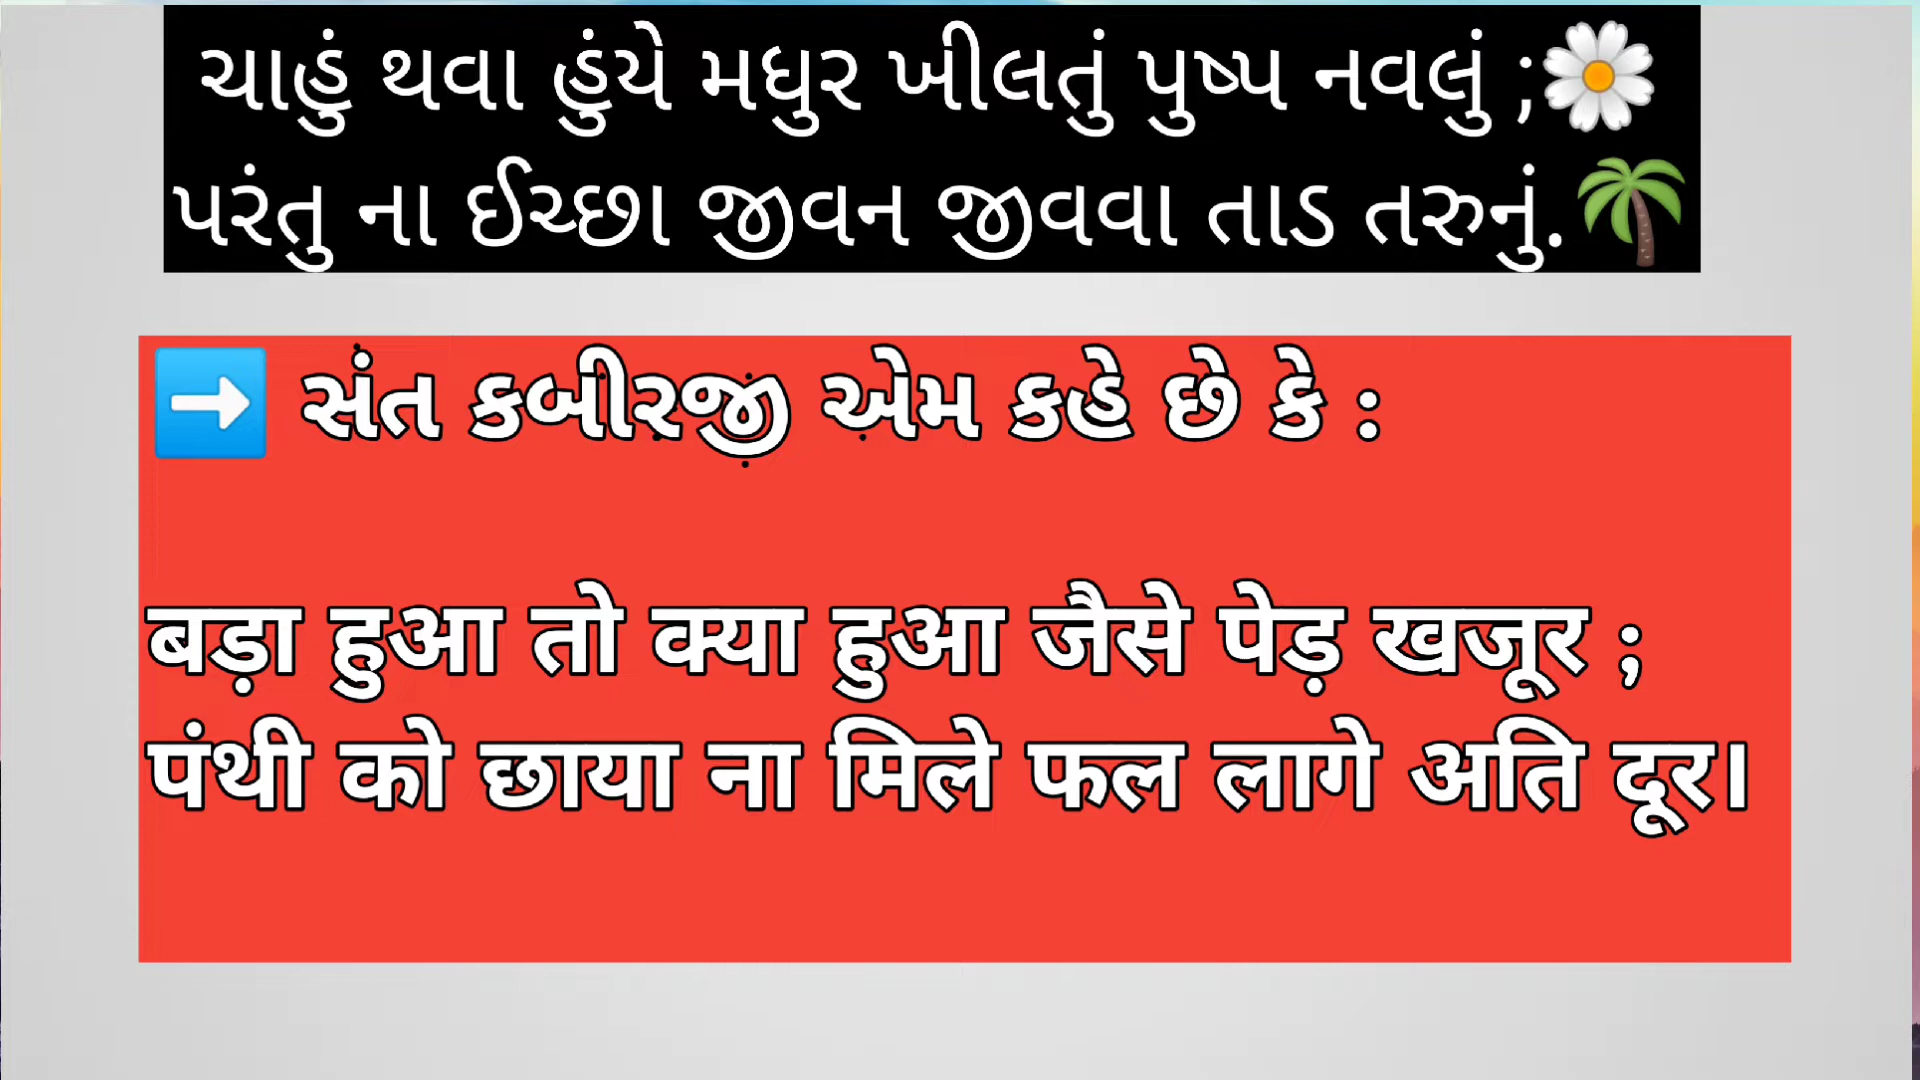 ચાહું થવા હુંયે મધુર ખીલતું પુષ્પ નવલું ;🌼
પરંતુ ના ઈચ્છા જીવન જીવવા તાડ તરુનું.🌴
➡️ સંત કબીરજી એમ કહે છે કે :
बड़ा हुआ तो क्या हुआ जैसे पेड़ खजूर ;
पंथी को छाया ना मिले फल लागे अति दूर।